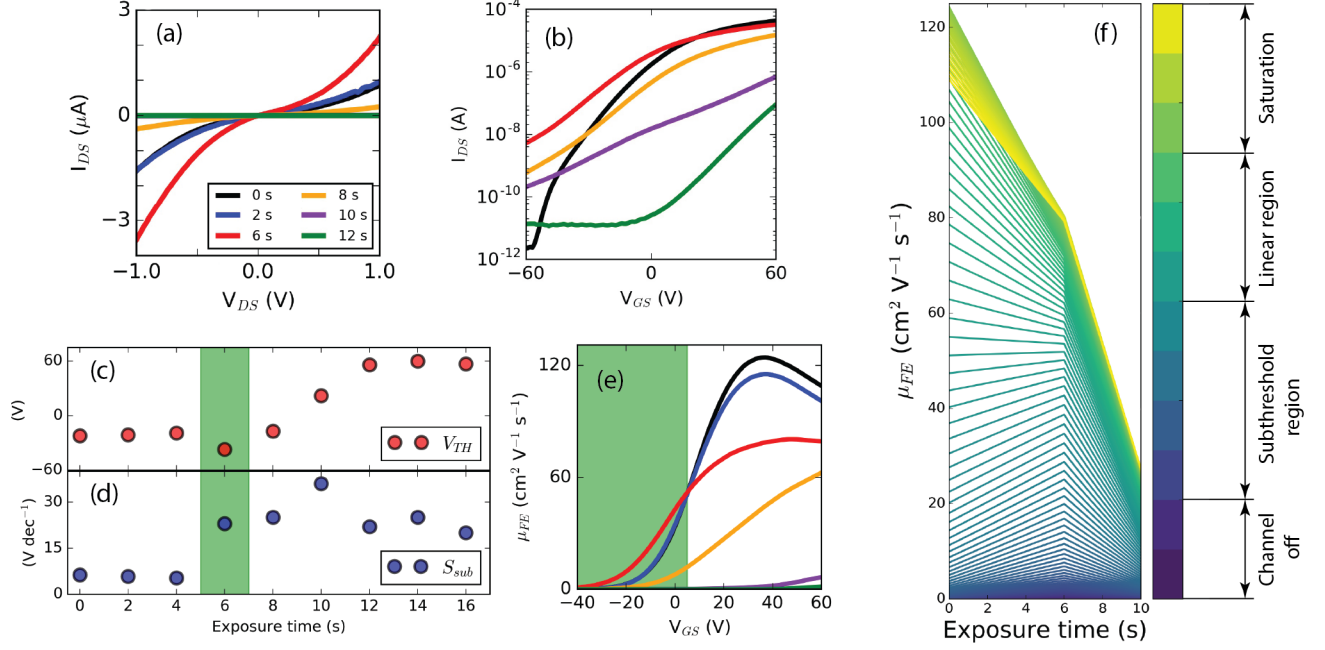 (a)
3
0
−3
I_DS (μA)
−1.0 0.0 1.0
V_DS (V)
0 s 8 s
2 s 10 s
6 s 12 s
(b)
10⁻⁴
10⁻⁶
10⁻⁸
10⁻¹⁰
10⁻¹²
I_DS (A)
−60 0 60
V_GS (V)
(c)
60
0
−60
(V)
V_TH
(d)
30
15
0
(V dec⁻¹)
S_sub
0 2 4 6 8 10 12 14 16
Exposure time (s)
(e)
120
60
0
μ_FE (cm² V⁻¹ s⁻¹)
−40 −20 0 20 40 60
V_GS (V)
(f)
120
100
80
60
40
20
0
μ_FE (cm² V⁻¹ s⁻¹)
0 2 4 6 8 10
Exposure time (s)
Saturation
Linear region
Subthreshold
region
Channel
off